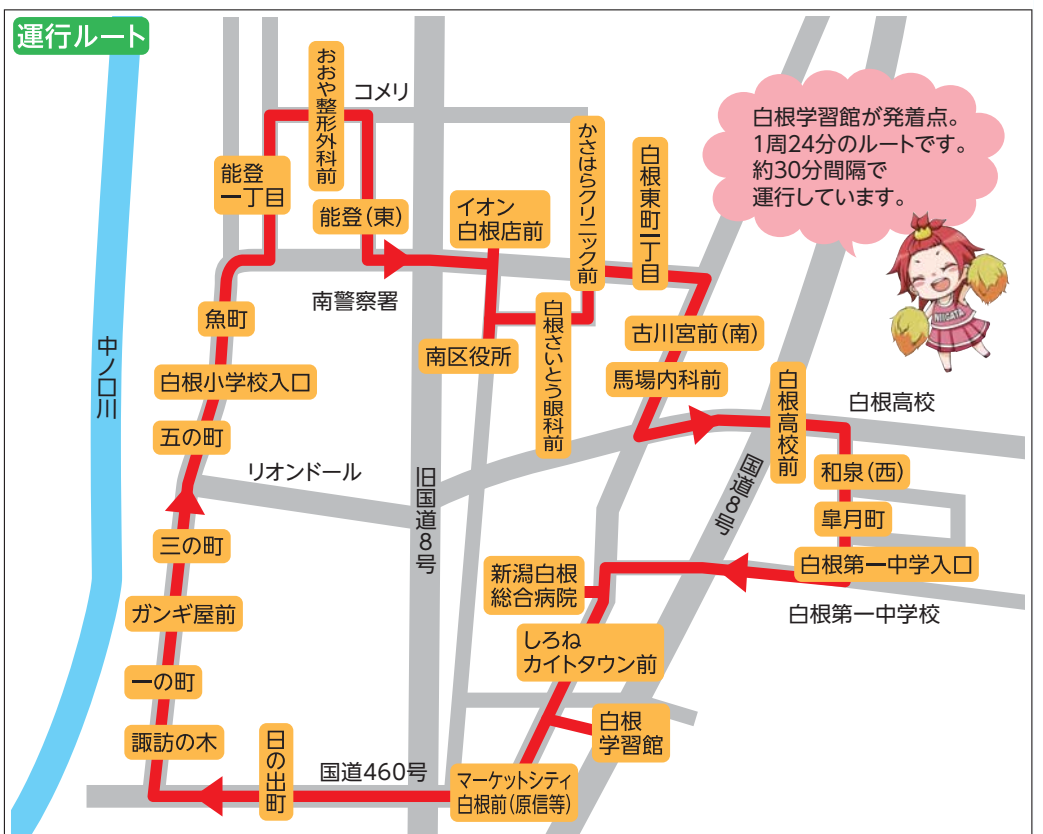 運行ルート
白根学習館が発着点。
1周24分のルートです。
約30分間隔で
運行しています。
NIIGATA
おおや整形外科前
コメリ
かさはらクリニック前
白根東町一丁目
能登
一丁目
能登(東)
イオン
白根店前
南警察署
魚町
南区役所
白根さいとう眼科前
古川宮前(南)
馬場内科前
中ノ口川
白根小学校入口
白根高校前
白根高校
五の町
リオンドール
旧国道8号
国道8号
和泉(西)
皐月町
三の町
新潟白根
総合病院
白根第一中学入口
白根第一中学校
ガンギ屋前
しろね
カイトタウン前
一の町
白根
学習館
諏訪の木
日の出町
国道460号
マーケットシティ
白根前(原信等)